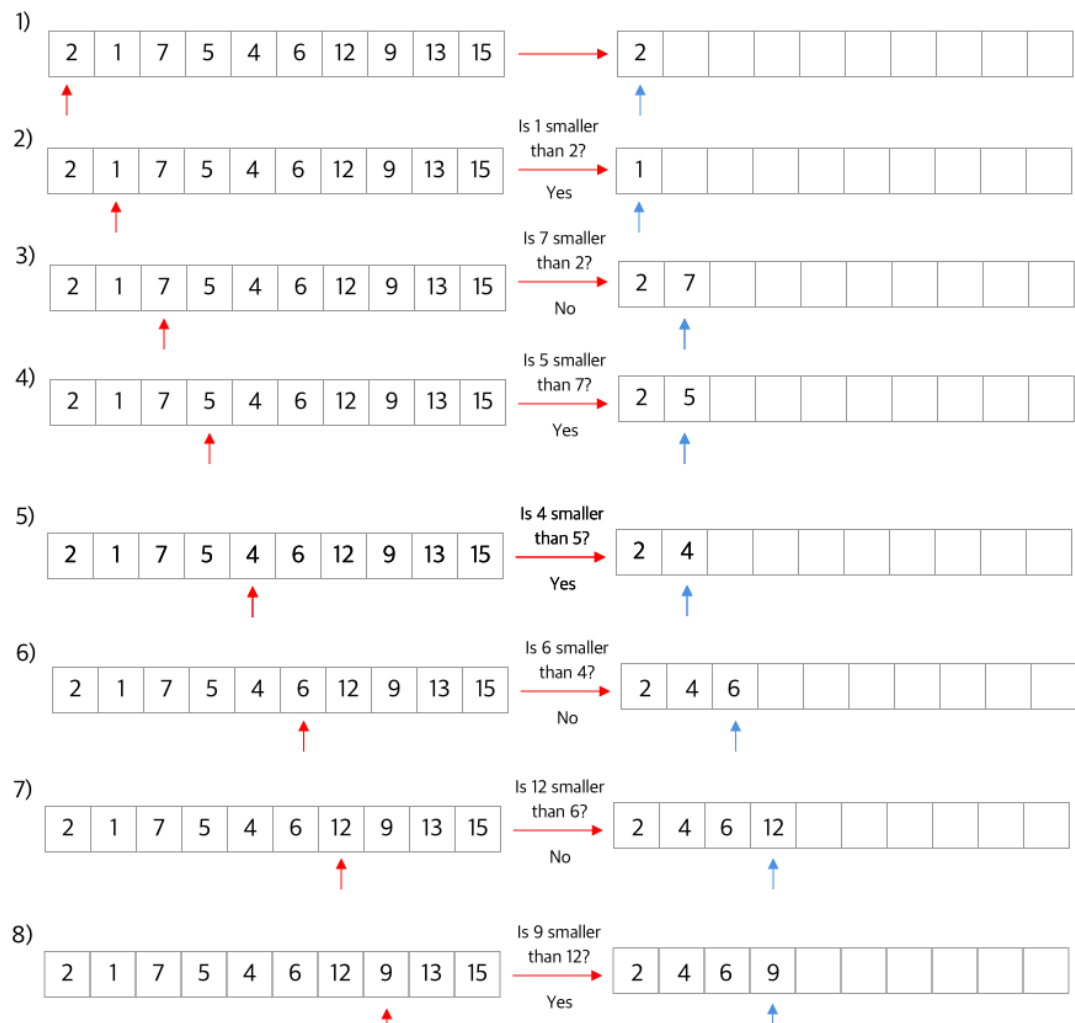 1)
2 1 7 5 4 6 12 9 13 15
2
Is 1 smaller
than 2?
2)
2 1 7 5 4 6 12 9 13 15
Yes
1
Is 7 smaller
than 2?
3)
2 1 7 5 4 6 12 9 13 15
No
2 7
Is 5 smaller
than 7?
4)
2 1 7 5 4 6 12 9 13 15
Yes
2 5
Is 4 smaller
than 5?
5)
2 1 7 5 4 6 12 9 13 15
Yes
2 4
Is 6 smaller
than 4?
6)
2 1 7 5 4 6 12 9 13 15
No
2 4 6
Is 12 smaller
than 6?
7)
2 1 7 5 4 6 12 9 13 15
No
2 4 6 12
Is 9 smaller
than 12?
8)
2 1 7 5 4 6 12 9 13 15
Yes
2 4 6 9